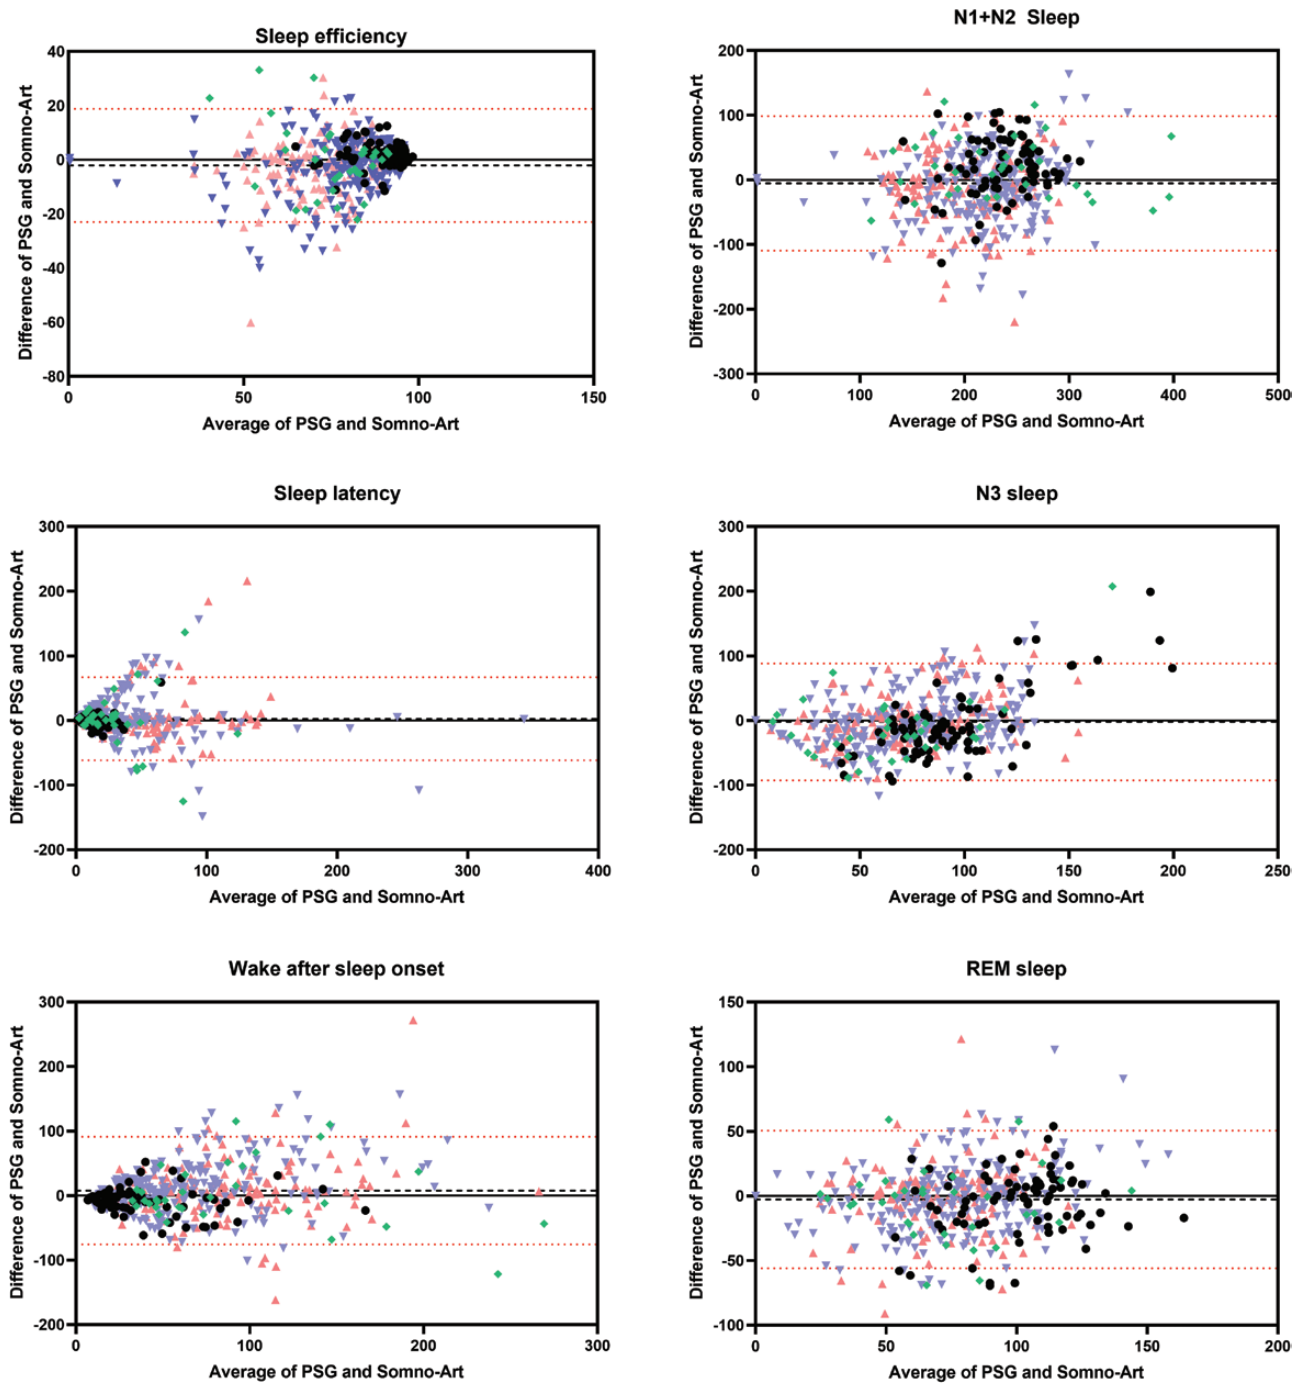 Sleep efficiency
40
20
0
-20
-40
-60
-80
0 50 100 150
Difference of PSG and Somno-Art
Average of PSG and Somno-Art
N1+N2 Sleep
200
100
0
-100
-200
-300
0 100 200 300 400 500
Difference of PSG and Somno-Art
Average of PSG and Somno-Art
Sleep latency
300
200
100
0
-100
-200
0 100 200 300 400
Difference of PSG and Somno-Art
Average of PSG and Somno-Art
N3 sleep
300
200
100
0
-100
-200
0 50 100 150 200 250
Difference of PSG and Somno-Art
Average of PSG and Somno-Art
Wake after sleep onset
300
200
100
0
-100
-200
0 100 200 300
Difference of PSG and Somno-Art
Average of PSG and Somno-Art
REM sleep
150
100
50
0
-50
-100
0 50 100 150 200
Difference of PSG and Somno-Art
Average of PSG and Somno-Art